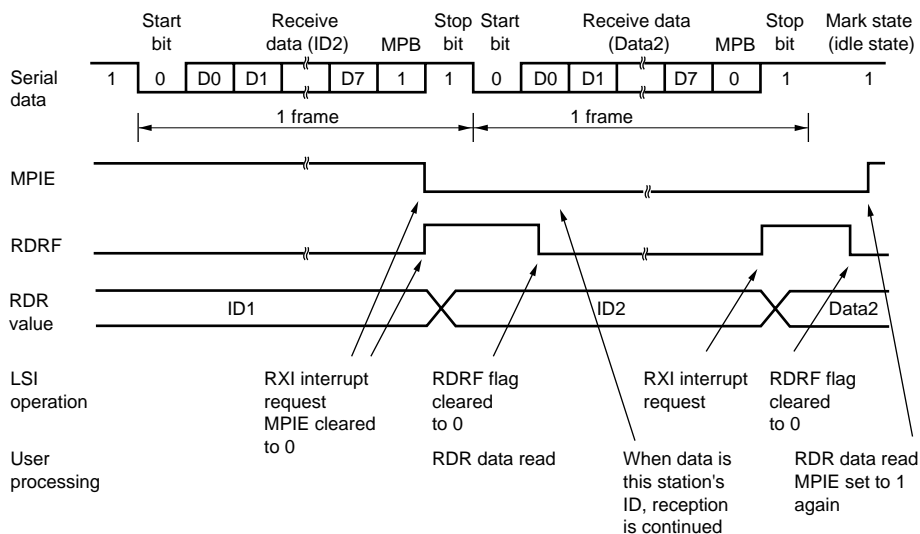 Start bit
Receive data (ID2)
MPB
Stop bit
Start bit
Receive data (Data2)
MPB
Stop bit
Mark state (idle state)
Serial data
1 0 D0 D1 D7 1 1 0 D0 D1 D7 0 1 1
1 frame
1 frame
MPIE
RDRF
RDR value
ID1
ID2
Data2
LSI operation
RXI interrupt request
MPIE cleared to 0
RDRF flag cleared to 0
RXI interrupt request
RDRF flag cleared to 0
User processing
RDR data read
When data is this station's ID, reception is continued
RDR data read
MPIE set to 1 again